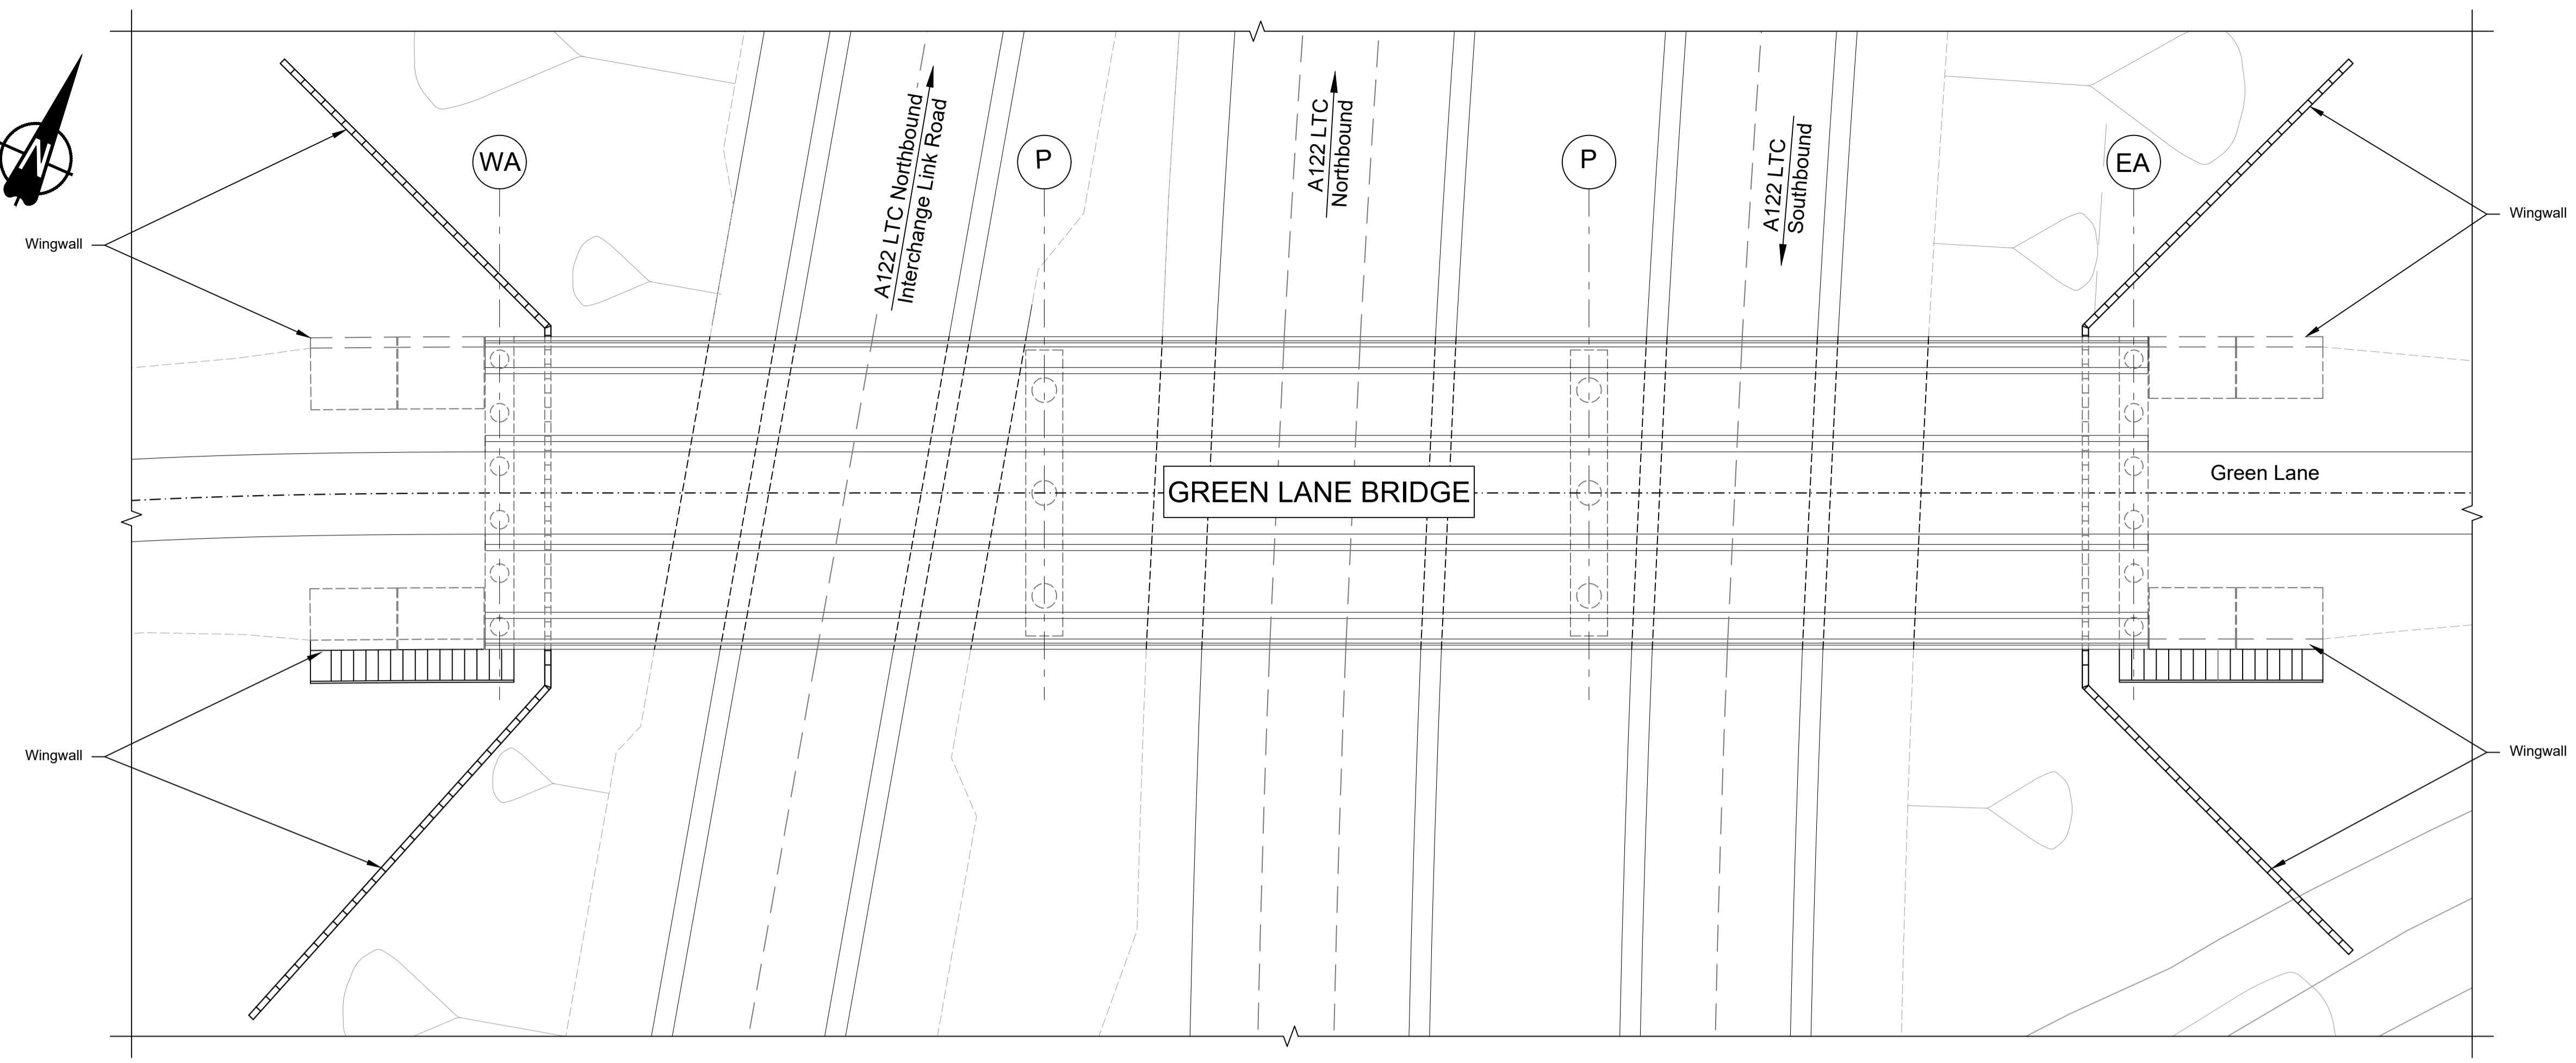 N
WA
P
P
EA
A122 LTC Northbound
Interchange Link Road
A122 LTC
Northbound
A122 LTC
Southbound
Wingwall
Wingwall
GREEN LANE BRIDGE
Green Lane
Wingwall
Wingwall